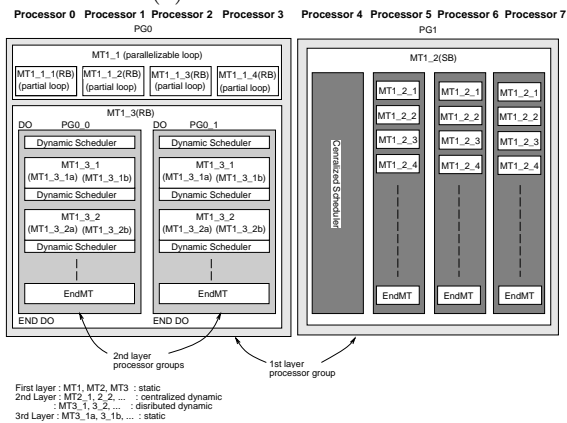 Processor 0 Processor 1 Processor 2 Processor 3 Processor 4 Processor 5 Processor 6 Processor 7
PG0 PG1
MT1_1 (parallelizable loop)
MT1_1_1(RB) MT1_1_2(RB) MT1_1_3(RB) MT1_1_4(RB)
(partial loop) (partial loop) (partial loop) (partial loop)
MT1_3(RB)
DO PG0_0 DO PG0_1
Dynamic Scheduler Dynamic Scheduler
MT1_3_1 MT1_3_1
(MT1_3_1a) (MT1_3_1b) (MT1_3_1a) (MT1_3_1b)
Dynamic Scheduler Dynamic Scheduler
MT1_3_2 MT1_3_2
(MT1_3_2a) (MT1_3_2b) (MT1_3_2a) (MT1_3_2b)
Dynamic Scheduler Dynamic Scheduler
EndMT EndMT
END DO END DO
MT1_2(SB)
Cenralized Scheduler
MT1_2_1 MT1_2_1 MT1_2_1
MT1_2_2 MT1_2_2 MT1_2_2
MT1_2_3 MT1_2_3 MT1_2_3
MT1_2_4 MT1_2_4 MT1_2_4
EndMT EndMT EndMT
2nd layer
processor groups
1st layer
processor group
First layer : MT1, MT2, MT3 : static
2nd Layer : MT2_1, 2_2, ... : centralized dynamic
: MT3_1, 3_2, ... : disributed dynamic
3rd Layer : MT3_1a, 3_1b, ... : static